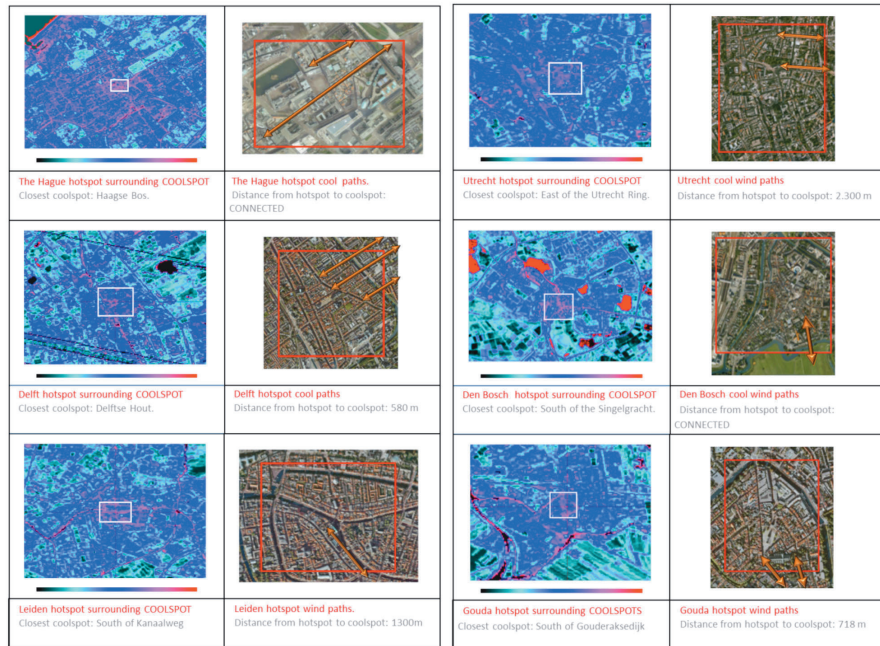 The Hague hotspot surrounding COOLSPOT
Closest coolspot: Haagse Bos.
The Hague hotspot cool paths.
Distance from hotspot to coolspot:
CONNECTED
Delft hotspot surrounding COOLSPOT
Closest coolspot: Delftse Hout.
Delft hotspot cool paths
Distance from hotspot to coolspot: 580 m
Leiden hotspot surrounding COOLSPOT
Closest coolspot: South of Kanaalweg
Leiden hotspot wind paths.
Distance from hotspot to coolspot: 1300m
Utrecht hotspot surrounding COOLSPOT
Closest coolspot: East of the Utrecht Ring.
Utrecht cool wind paths
Distance from hotspot to coolspot: 2.300 m
Den Bosch hotspot surrounding COOLSPOT
Closest coolspot: South of the Singelgracht.
Den Bosch cool wind paths
Distance from hotspot to coolspot:
CONNECTED
Gouda hotspot surrounding COOLSPOTS
Closest coolspot: South of Gouderaksedijk
Gouda hotspot wind paths
Distance from hotspot to coolspot: 718 m